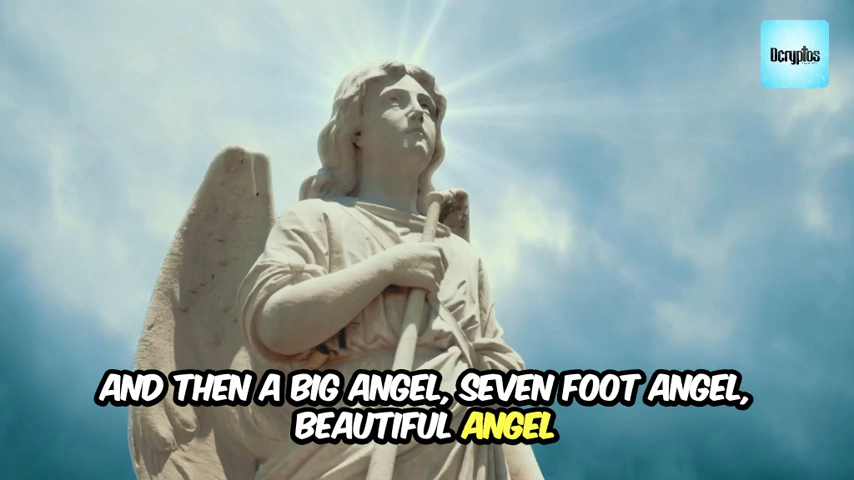 Dcryptos
AND THEN A BIG ANGEL, SEVEN FOOT ANGEL,
BEAUTIFUL ANGEL